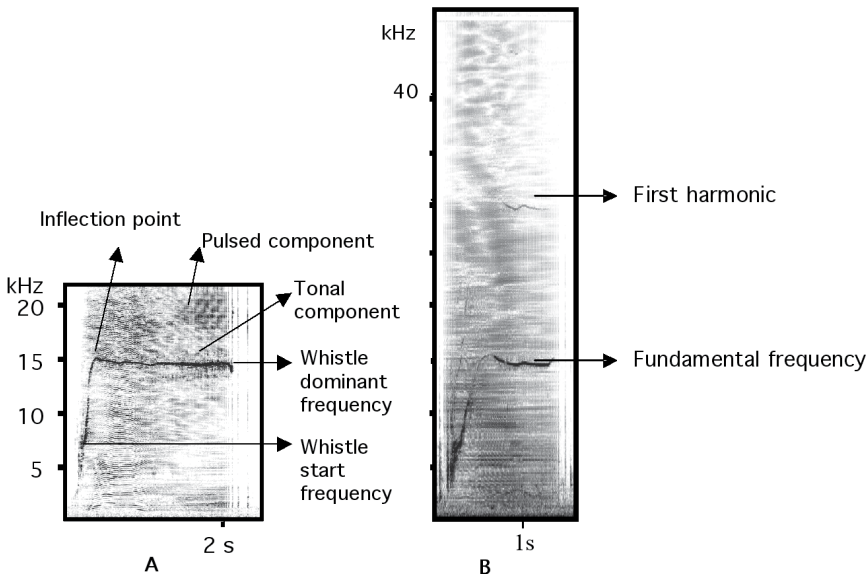 Inflection point
Pulsed component
kHz
20
15
10
5
Tonal
component
Whistle
dominant
frequency
Whistle
start
frequency
2 s
A
kHz
40
First harmonic
Fundamental frequency
1s
B